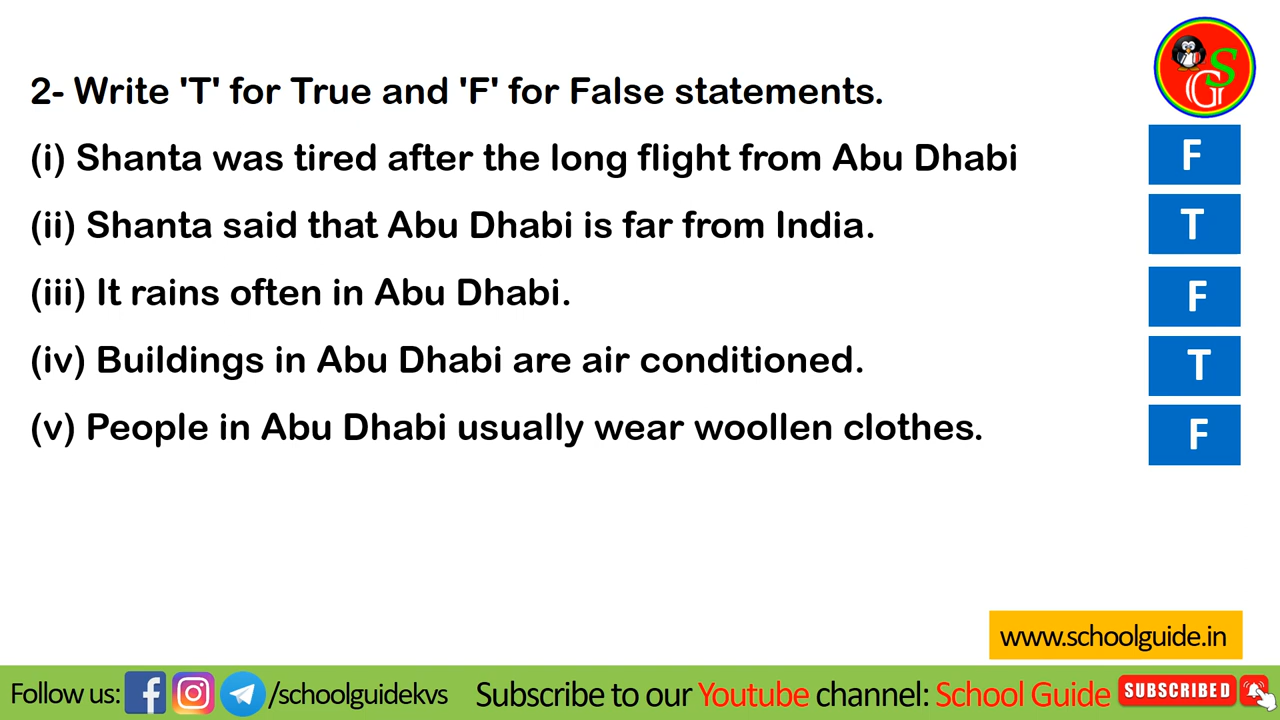 2- Write 'T' for True and 'F' for False statements.
(i) Shanta was tired after the long flight from Abu Dhabi F
(ii) Shanta said that Abu Dhabi is far from India. T
(iii) It rains often in Abu Dhabi. F
(iv) Buildings in Abu Dhabi are air conditioned. T
(v) People in Abu Dhabi usually wear woollen clothes. F
SG
www.schoolguide.in
Follow us: /schoolguidekvs Subscribe to our Youtube channel: School Guide SUBSCRIBED